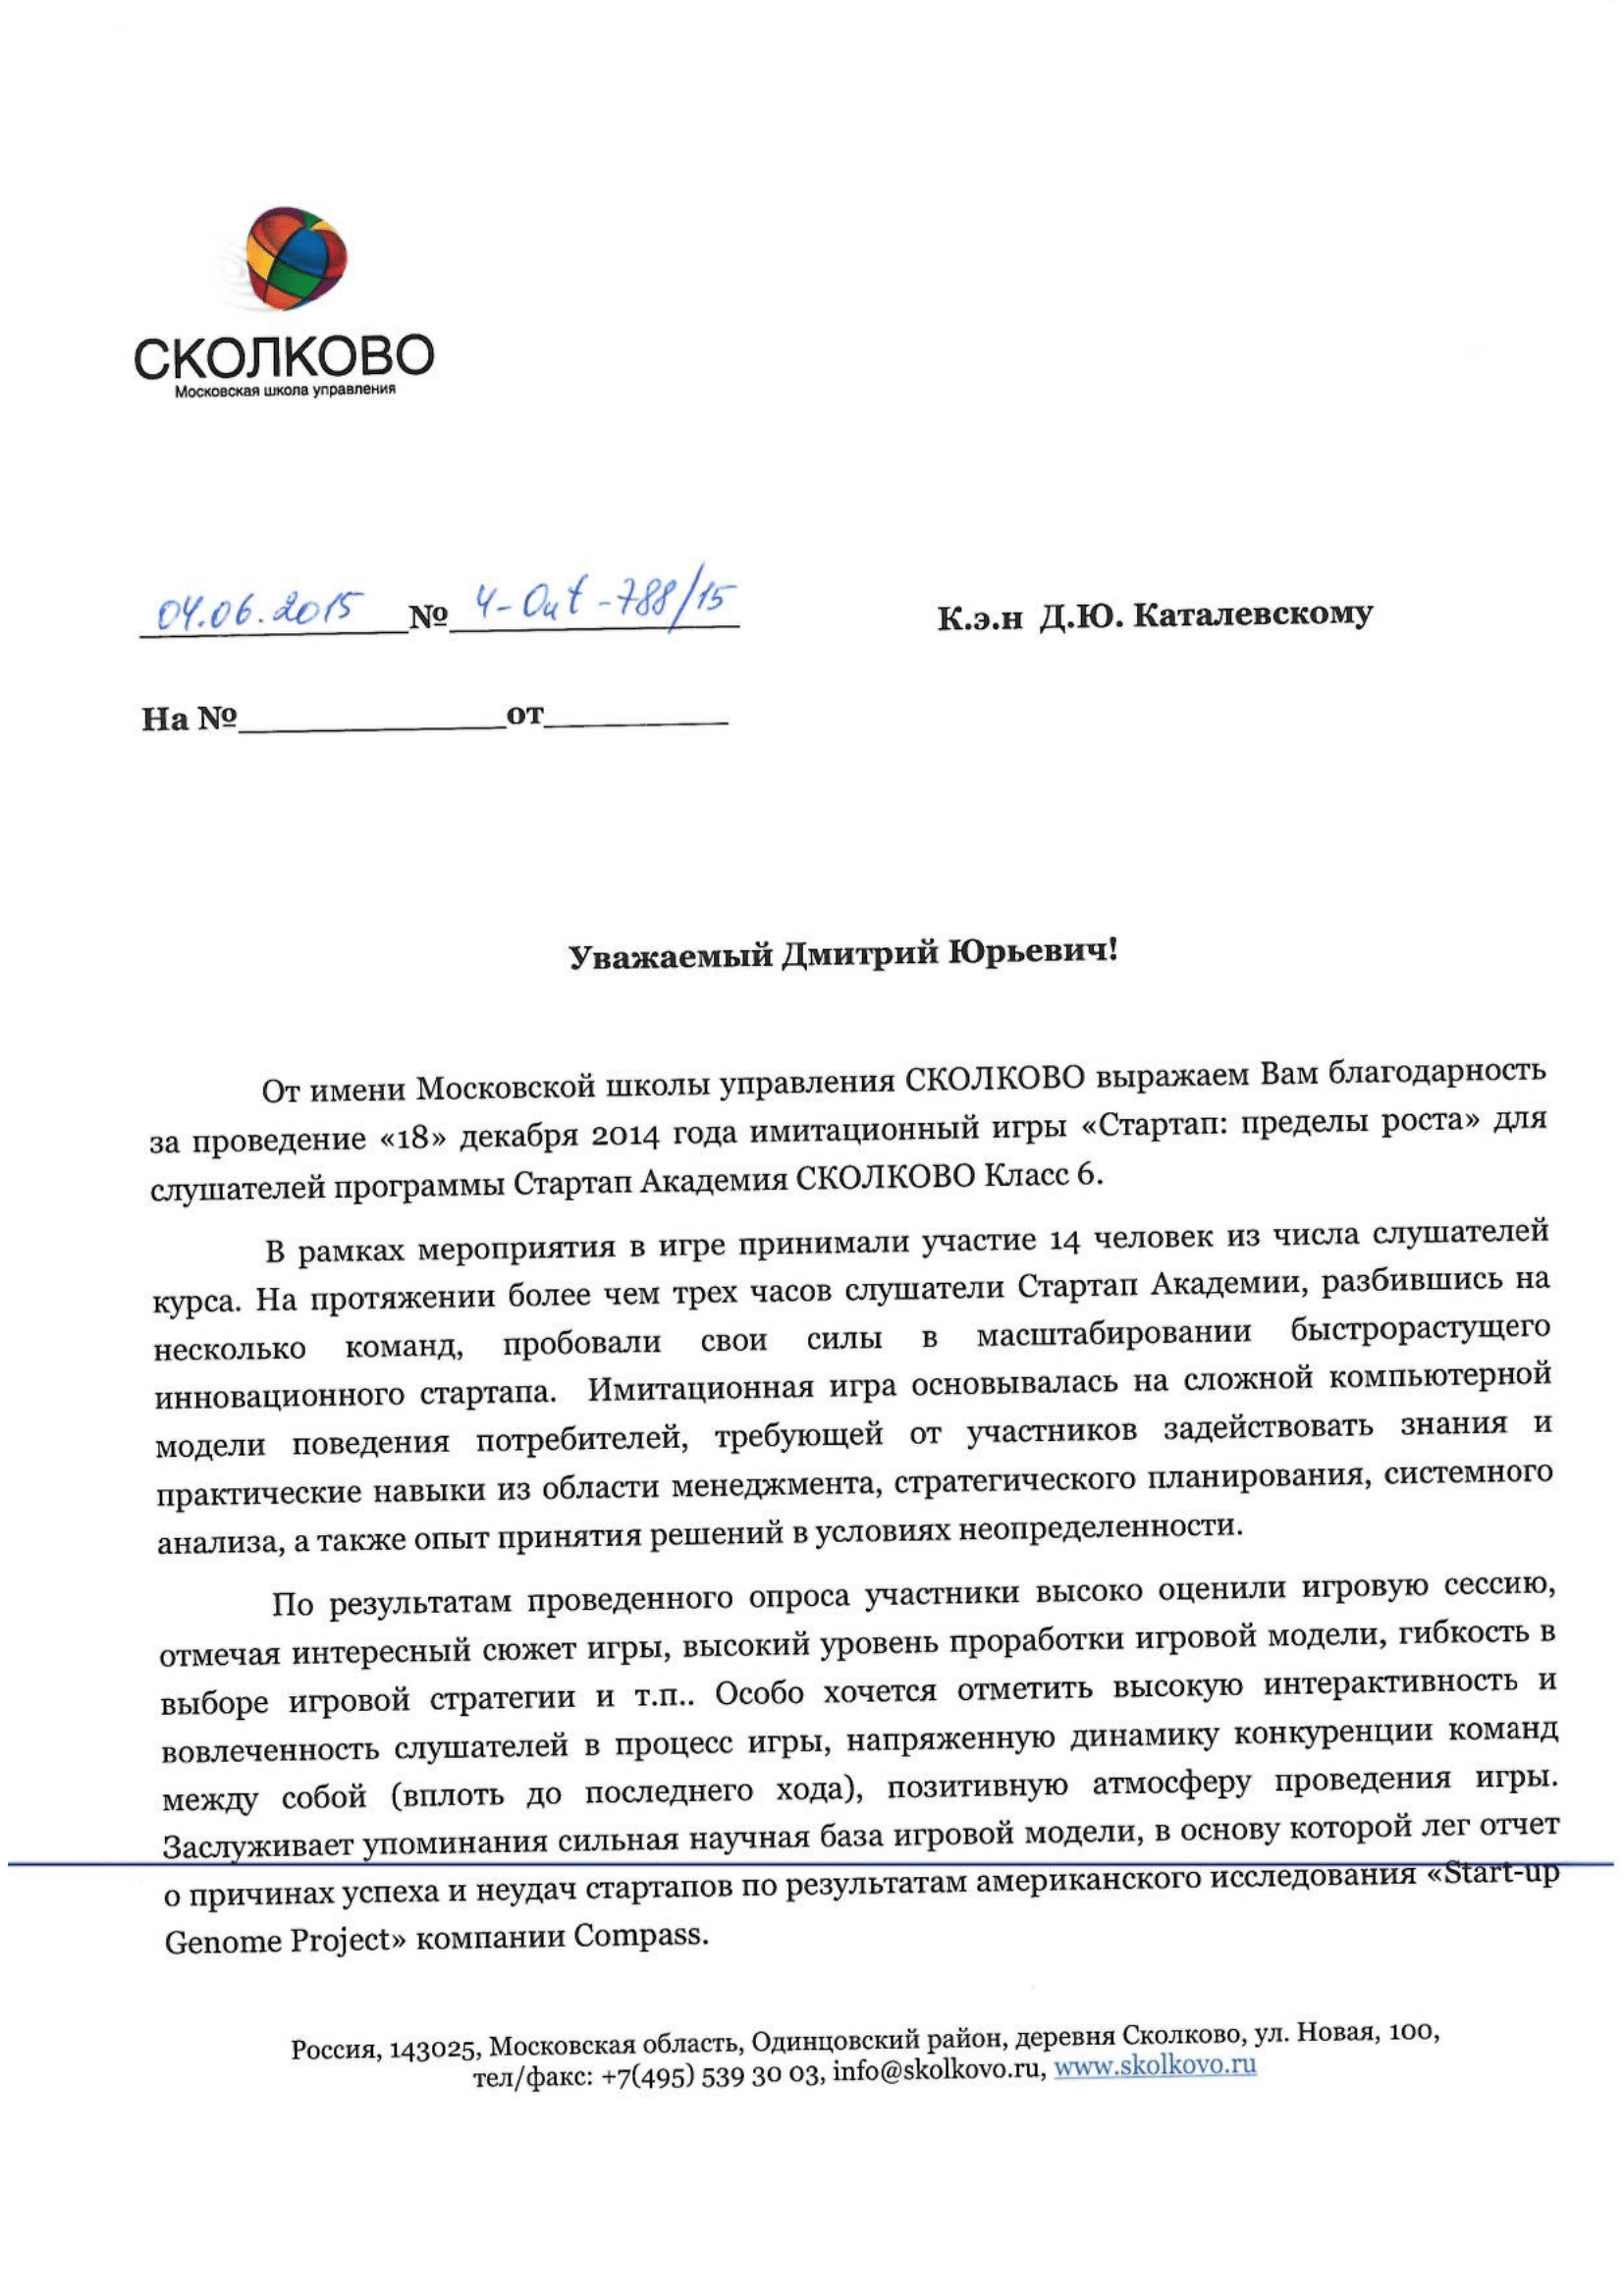 СКОЛКОВО
Московская школа управления
04.06.2015 № 4-Out-788/15
К.э.н Д.Ю. Каталевскому
На №______________от__________
Уважаемый Дмитрий Юрьевич!
От имени Московской школы управления СКОЛКОВО выражаем Вам благодарность
за проведение «18» декабря 2014 года имитационный игры «Стартап: пределы роста» для
слушателей программы Стартап Академия СКОЛКОВО Класс 6.
В рамках мероприятия в игре принимали участие 14 человек из числа слушателей
курса. На протяжении более чем трех часов слушатели Стартап Академии, разбившись на
несколько команд, пробовали свои силы в масштабировании быстрорастущего
инновационного стартапа. Имитационная игра основывалась на сложной компьютерной
модели поведения потребителей, требующей от участников задействовать знания и
практические навыки из области менеджмента, стратегического планирования, системного
анализа, а также опыт принятия решений в условиях неопределенности.
По результатам проведенного опроса участники высоко оценили игровую сессию,
отмечая интересный сюжет игры, высокий уровень проработки игровой модели, гибкость в
выборе игровой стратегии и т.п.. Особо хочется отметить высокую интерактивность и
вовлеченность слушателей в процесс игры, напряженную динамику конкуренции команд
между собой (вплоть до последнего хода), позитивную атмосферу проведения игры.
Заслуживает упоминания сильная научная база игровой модели, в основу которой лег отчет
о причинах успеха и неудач стартапов по результатам американского исследования «Start-up
Genome Project» компании Compass.
Россия, 143025, Московская область, Одинцовский район, деревня Сколково, ул. Новая, 100,
тел/факс: +7(495) 539 30 03, info@skolkovo.ru, www.skolkovo.ru